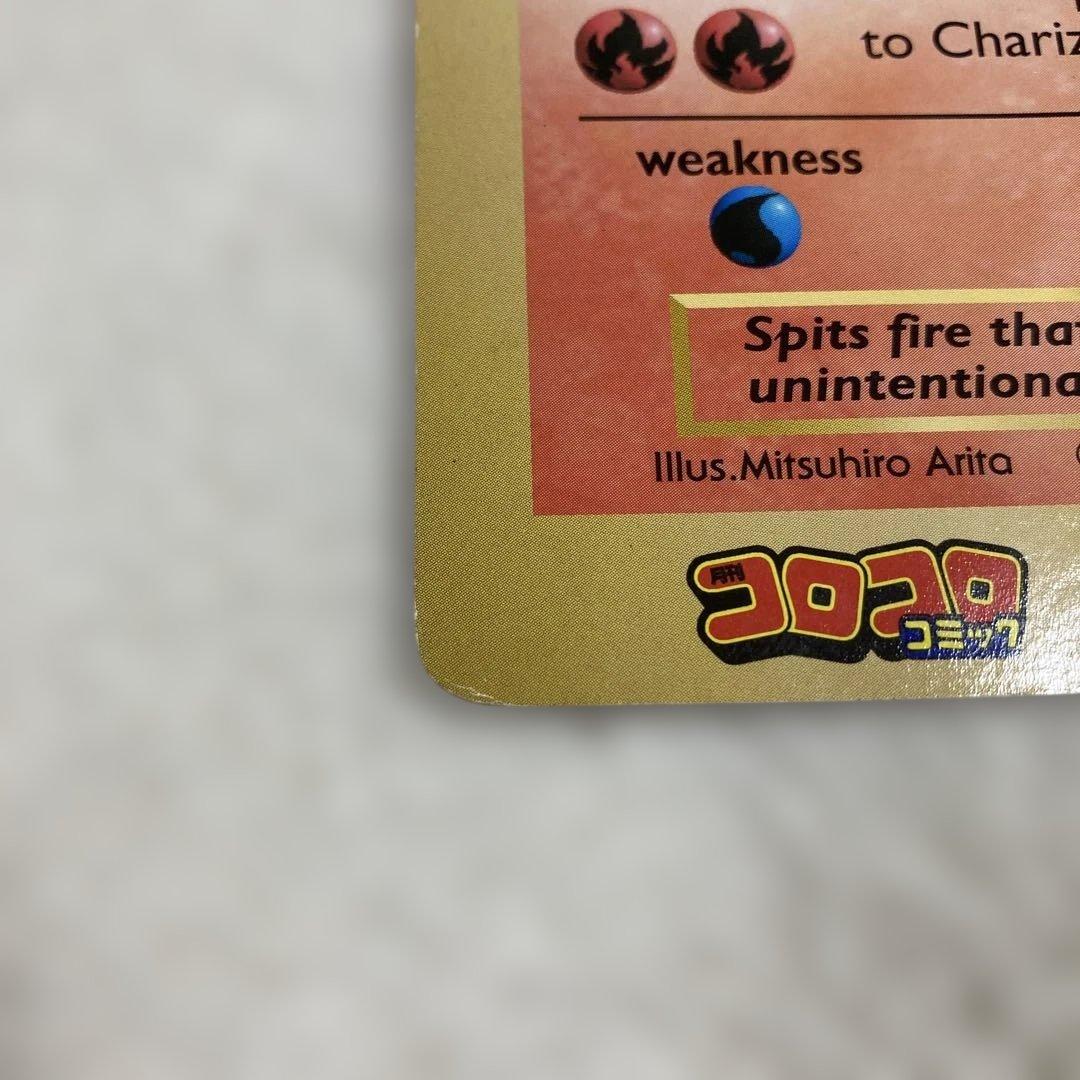 to Chariz
weakness
Spits fire that
unintentiona
Illus.Mitsuhiro Arita
月刊
コロコロ
コミック